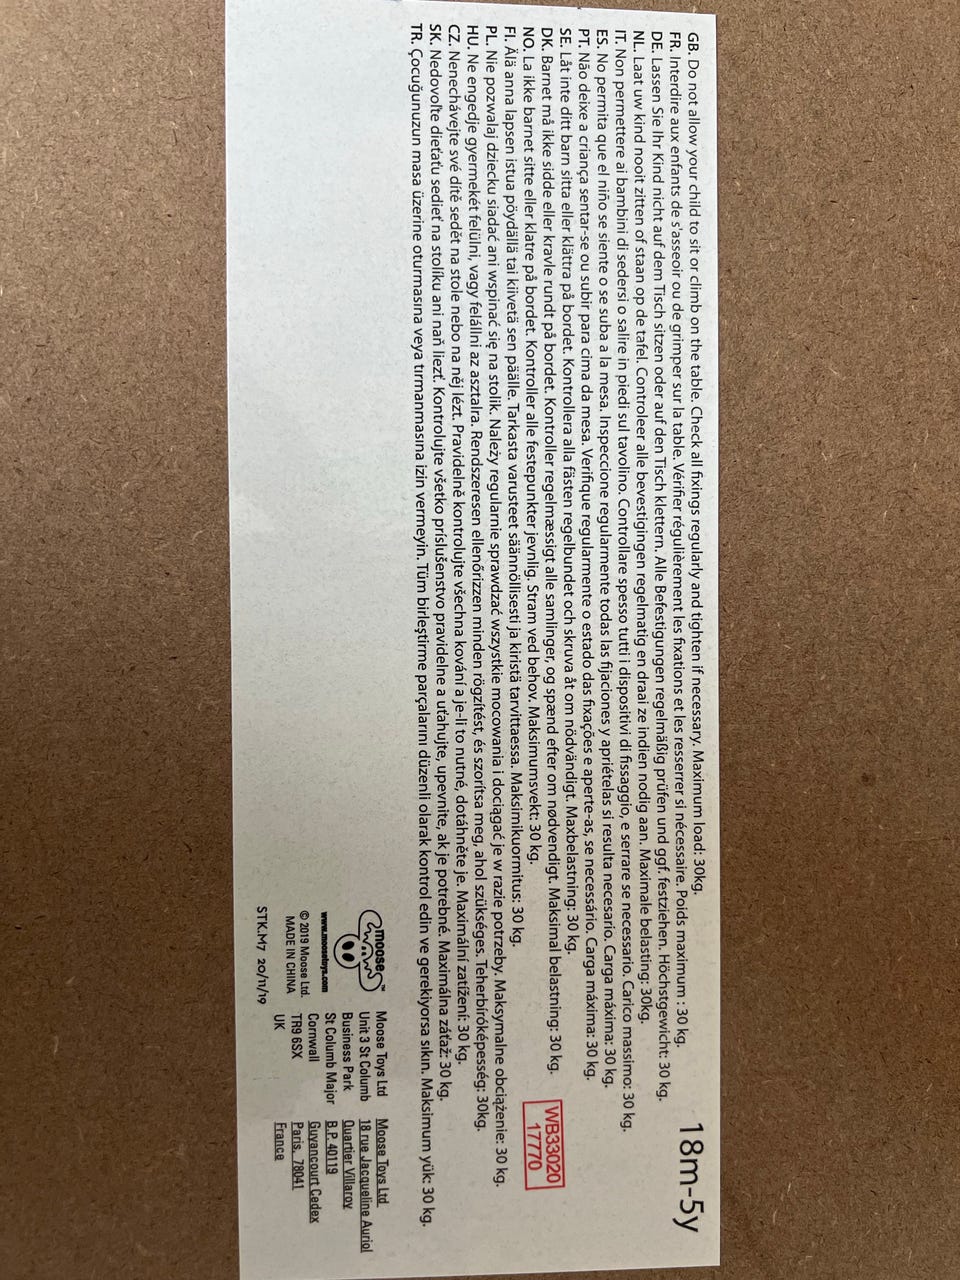 GB. Do not allow your child to sit or climb on the table. Check all fixings regularly and tighten if necessary. Maximum load: 30kg.
FR. Interdire aux enfants de s'asseoir ou de grimper sur la table. Vérifier régulièrement les fixations et les resserrer si nécessaire. Poids maximum : 30 kg.
DE. Lassen Sie Ihr Kind nicht auf dem Tisch sitzen oder auf den Tisch klettern. Alle Befestigungen regelmäßig prüfen und ggf. festziehen. Höchstgewicht: 30 kg.
NL. Laat uw kind nooit zitten of staan op de tafel. Controleer alle bevestigingen regelmatig en draai ze indien nodig aan. Maximale belasting: 30kg.
IT. Non permettere ai bambini di sedersi o salire in piedi sul tavolino. Controllare spesso tutti i dispositivi di fissaggio, e serrare se necessario. Carico massimo: 30 kg.
ES. No permita que el niño se siente o se suba a la mesa. Inspeccione regularmente todas las fijaciones y apriételas si resulta necesario. Carga máxima: 30 kg.
PT. Não deixe a criança sentar-se ou subir para cima da mesa. Verifique regularmente o estado das fixações e aperte-as, se necessário. Carga máxima: 30 kg.
SE. Låt inte ditt barn sitta eller klättra på bordet. Kontrollera alla fästen regelbundet och skruva åt om nödvändigt. Maxbelastning: 30 kg.
DK. Barnet må ikke sidde eller kravle rundt på bordet. Kontroller regelmæssigt alle samlinger, og spænd efter om nødvendigt. Maksimal belastning: 30 kg.
NO. La ikke barnet sitte eller klatre på bordet. Kontroller alle festepunkter jevnlig. Stram ved behov. Maksimumsvekt: 30 kg.
FI. Älä anna lapsen istua pöydällä tai kiivetä sen päälle. Tarkasta varusteet säännöllisesti ja kiristä tarvittaessa. Maksimikuormitus: 30 kg.
PL. Nie pozwalaj dziecku siadać ani wspinać się na stolik. Należy regularnie sprawdzać wszystkie mocowania i dociągać je w razie potrzeby. Maksymalne obciążenie: 30 kg.
HU. Ne engedje gyermekét felülni, vagy felállni az asztalra. Rendszeresen ellenőrizzen minden rögzítést, és szorítsa meg, ahol szükséges. Teherbíróképesség: 30kg.
CZ. Nenechávejte své dítě sedět na stole nebo na něj lézt. Pravidelně kontrolujte všechna kování a je-li to nutné, dotáhněte je. Maximální zatížení: 30 kg.
SK. Nedovoľte dieťaťu sedieť na stolíku ani naň liezť. Kontrolujte všetko príslušenstvo pravidelne a uťahujte, upevnite, ak je potrebné. Maximálna záťaž: 30 kg.
TR. Çocuğunuzun masa üzerine oturmasına veya tırmanmasına izin vermeyin. Tüm birleştirme parçalarını düzenli olarak kontrol edin ve gerekiyorsa sıkın. Maksimum yük: 30 kg.
18m-5y
WB33020
17770
moose™
www.moosetoys.com
© 2019 Moose Ltd.
MADE IN CHINA
STK.M7 20/11/19
Moose Toys Ltd
Unit 3 St Columb
Business Park
St Columb Major
Cornwall
TR9 6SX
UK
Moose Toys Ltd.
18 rue Jacqueline Auriol
Quartier Villaroy
B.P. 40119
Guyancourt Cedex
Paris, 78041
France